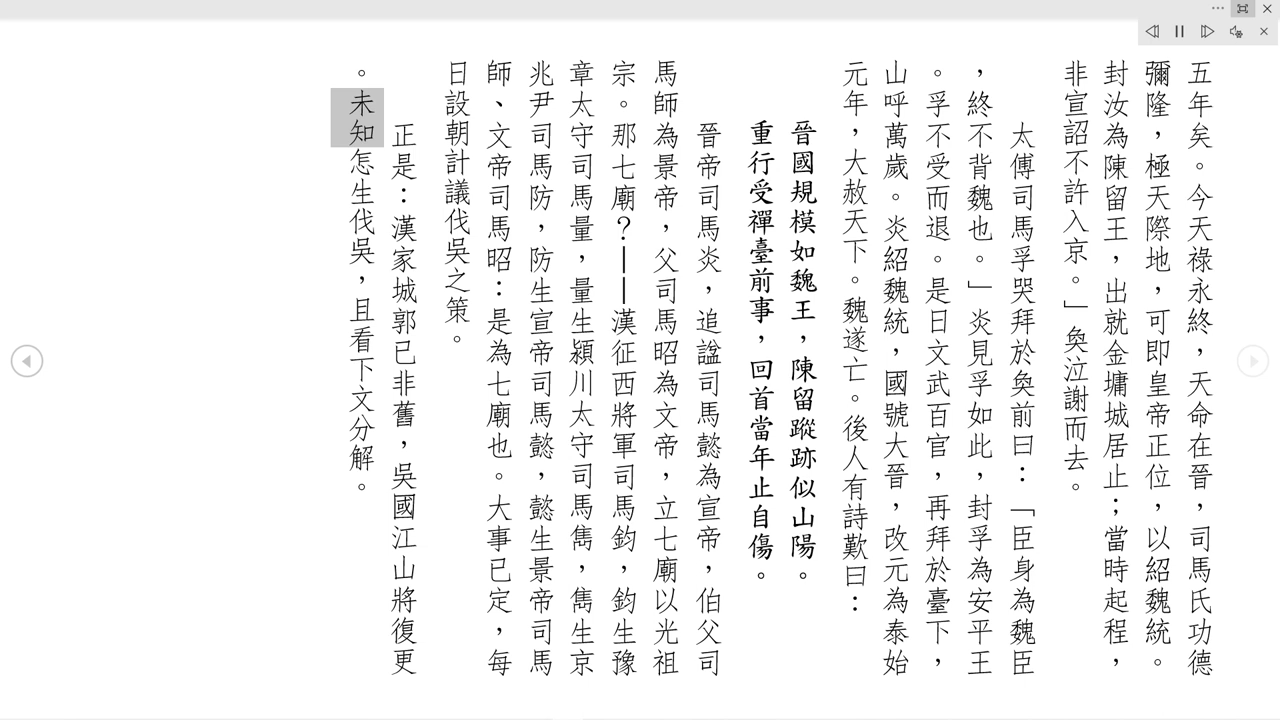 五年矣。今天祿永終，天命在晉，司馬氏功德
彌隆，極天際地，可即皇帝正位，以紹魏統。
封汝為陳留王，出就金墉城居止；當時起程，
非宣詔不許入京。」奐泣謝而去。
太傅司馬孚哭拜於奐前曰：「臣身為魏臣
，終不背魏也。」炎見孚如此，封孚為安平王
。孚不受而退。是日文武百官，再拜於臺下，
山呼萬歲。炎紹魏統，國號大晉，改元為泰始
元年，大赦天下。魏遂亡。後人有詩歎曰：
晉國規模如魏王，陳留蹤跡似山陽。
重行受禪臺前事，回首當年止自傷。
晉帝司馬炎，追諡司馬懿為宣帝，伯父司
馬師為景帝，父司馬昭為文帝，立七廟以光祖
宗。那七廟？──漢征西將軍司馬鈞，鈞生豫
章太守司馬量，量生潁川太守司馬雋，雋生京
兆尹司馬防，防生宣帝司馬懿，懿生景帝司馬
師、文帝司馬昭：是為七廟也。大事已定，每
日設朝計議伐吳之策。
正是：漢家城郭已非舊，吳國江山將復更
。未知怎生伐吳，且看下文分解。